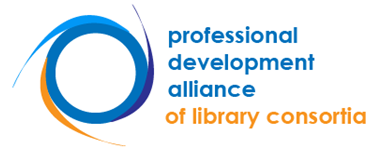 professional
development
alliance
of library consortia